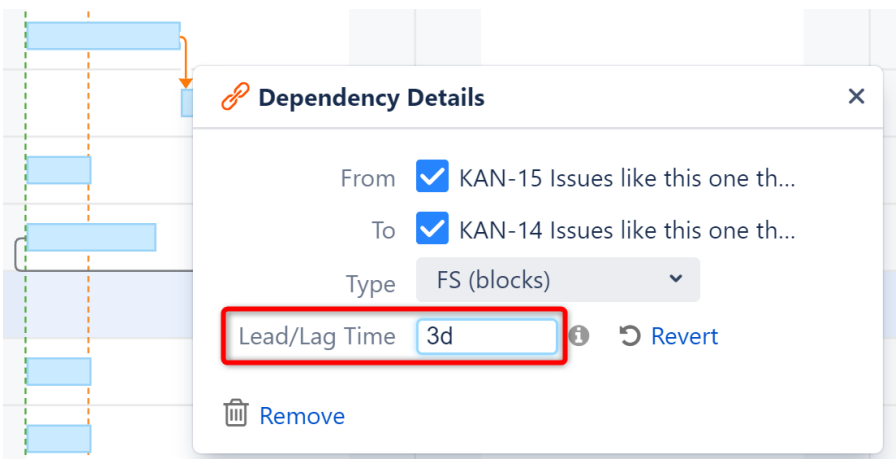 Dependency Details
From KAN-15 Issues like this one th...
To KAN-14 Issues like this one th...
Type FS (blocks)
Lead/Lag Time 3d Revert
Remove